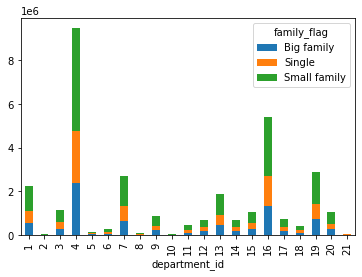 1e6
family_flag
Big family
Single
Small family
8
6
4
2
0
1 2 3 4 5 6 7 8 9 10 11 12 13 14 15 16 17 18 19 20 21
department_id